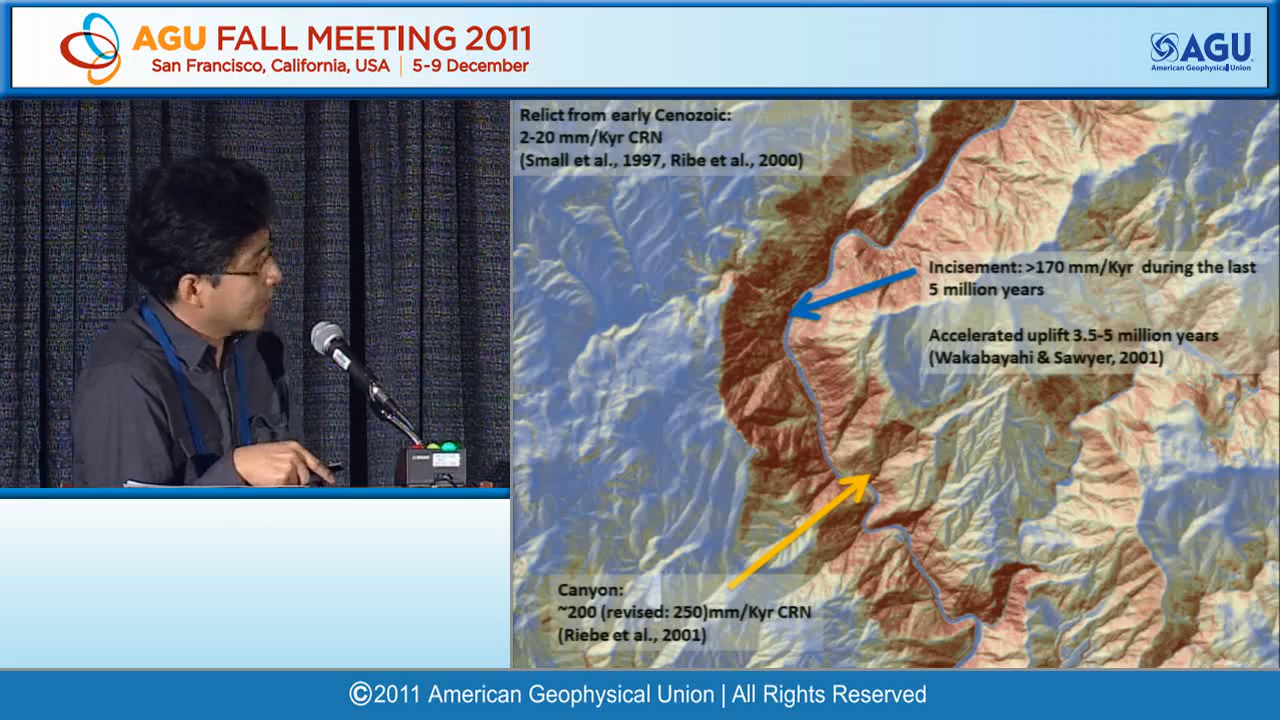 AGU FALL MEETING 2011
San Francisco, California, USA | 5-9 December
AGU
American Geophysical Union
Relict from early Cenozoic:
2-20 mm/Kyr CRN
(Small et al., 1997, Ribe et al., 2000)
Incisement: >170 mm/Kyr during the last
5 million years
Accelerated uplift 3.5-5 million years
(Wakabayahi & Sawyer, 2001)
Canyon:
~200 (revised: 250)mm/Kyr CRN
(Riebe et al., 2001)
©2011 American Geophysical Union | All Rights Reserved